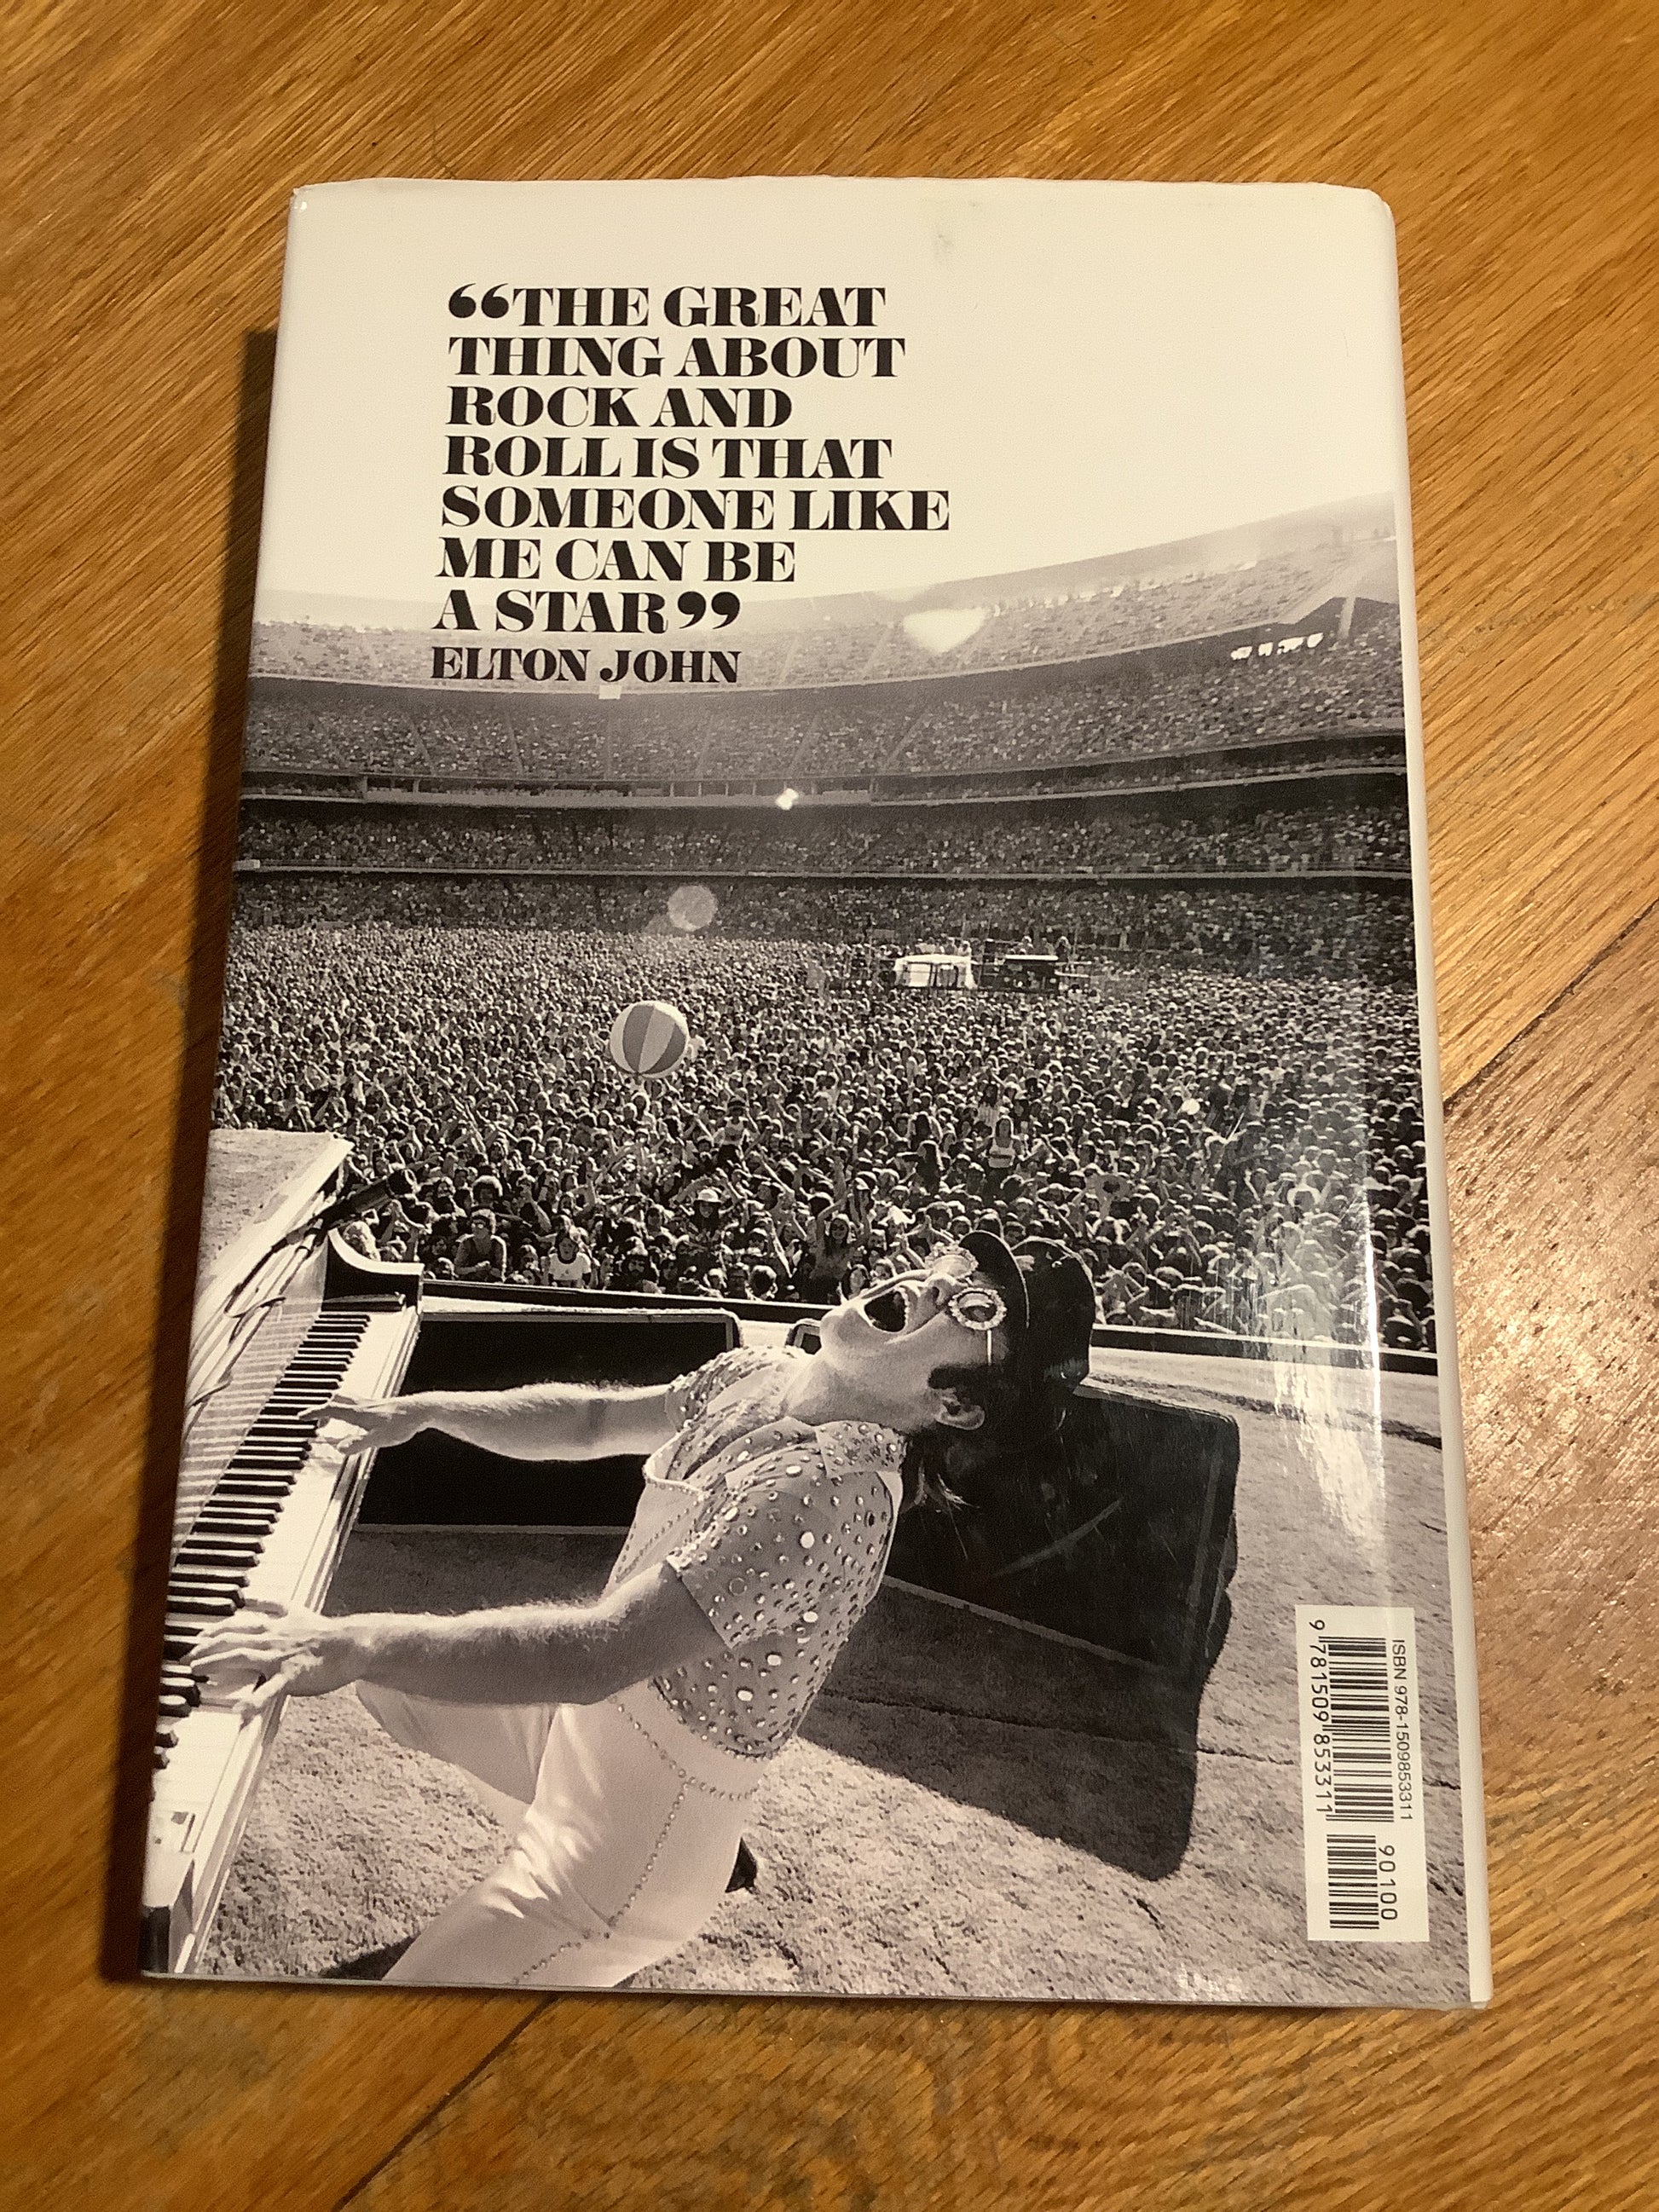 “THE GREAT
THING ABOUT
ROCK AND
ROLL IS THAT
SOMEONE LIKE
ME CAN BE
A STAR”
ELTON JOHN
ISBN 978-1509853311
9 781509 853311
90100